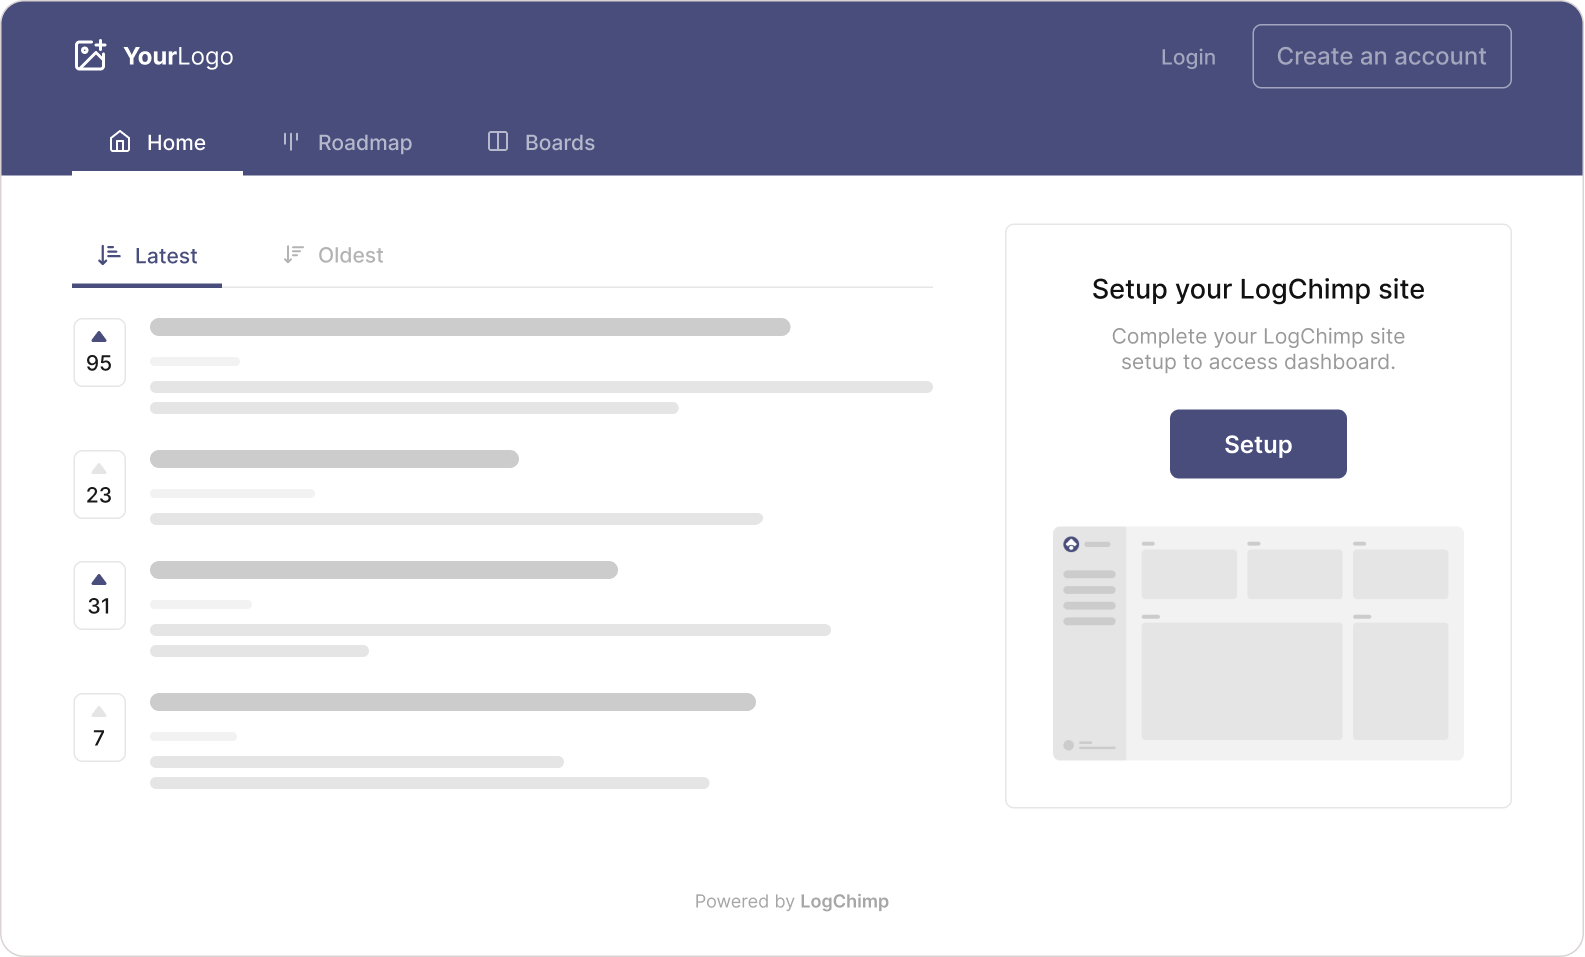 YourLogo
Login
Create an account
Home
Roadmap
Boards
Latest
Oldest
95
23
31
7
Setup your LogChimp site
Complete your LogChimp site
setup to access dashboard.
Setup
Powered by LogChimp